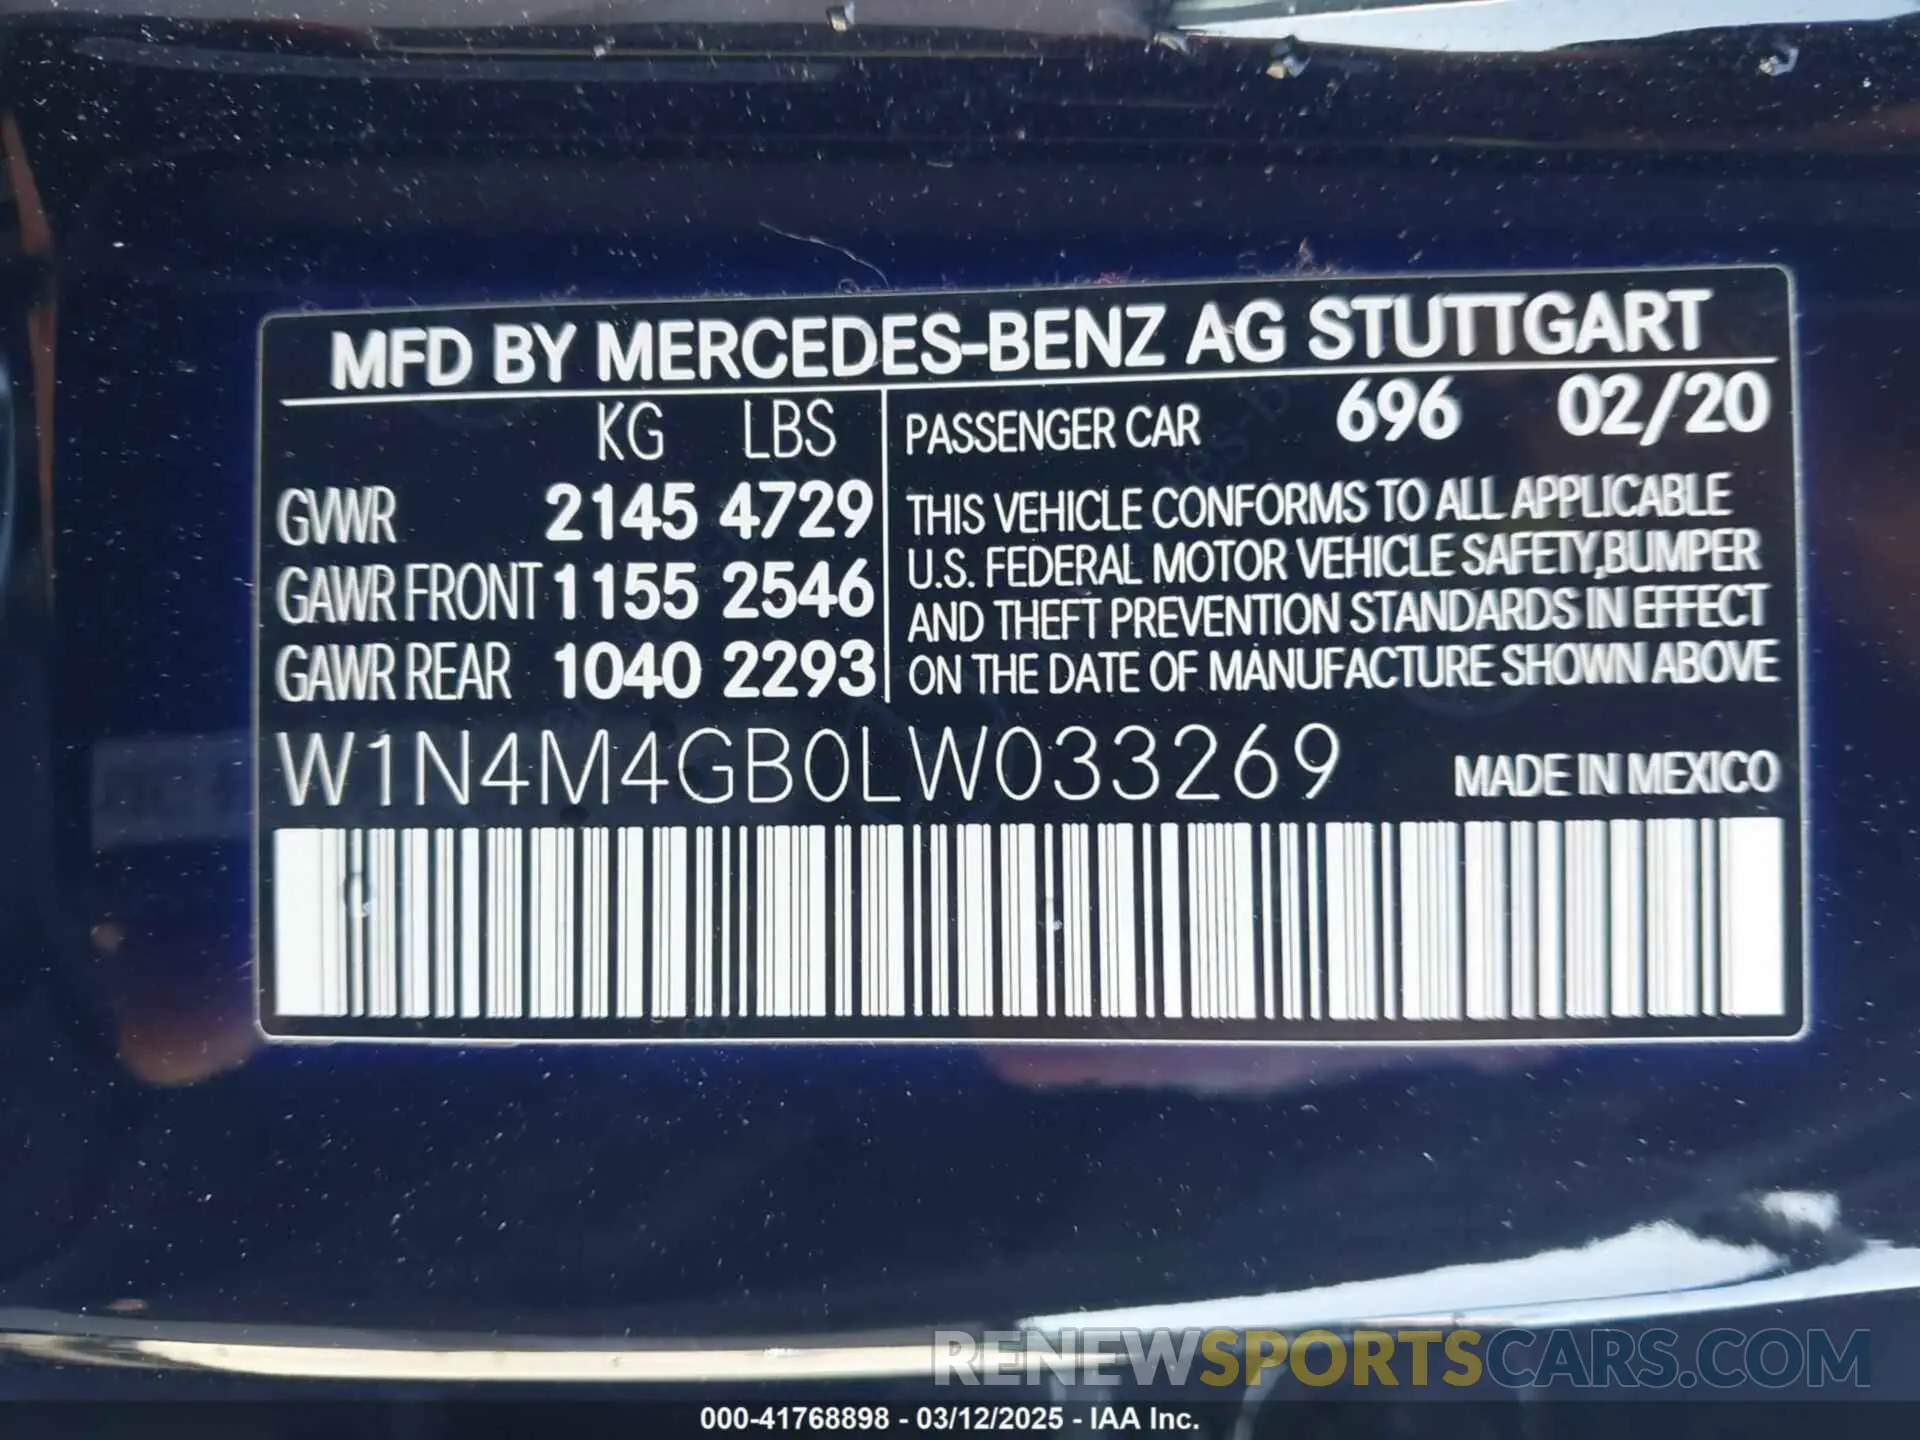 MFD BY MERCEDES-BENZ AG STUTTGART
KG LBS
GVWR 2145 4729
GAWR FRONT 1155 2546
GAWR REAR 1040 2293
PASSENGER CAR 696 02/20
THIS VEHICLE CONFORMS TO ALL APPLICABLE
U.S. FEDERAL MOTOR VEHICLE SAFETY,BUMPER
AND THEFT PREVENTION STANDARDS IN EFFECT
ON THE DATE OF MANUFACTURE SHOWN ABOVE
W1N4M4GB0LW033269 MADE IN MEXICO
RENEWSPORTSCARS.COM
000-41768898 - 03/12/2025 - IAA Inc.